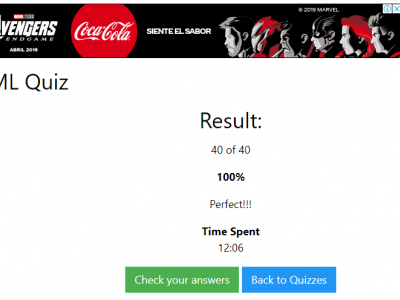 MARVEL STUDIOS
AVENGERS
ENDGAME
ABRIL 2019
Coca-Cola
SIENTE EL SABOR
© 2019 MARVEL
ML Quiz
Result:
40 of 40
100%
Perfect!!!
Time Spent
12:06
Check your answers
Back to Quizzes